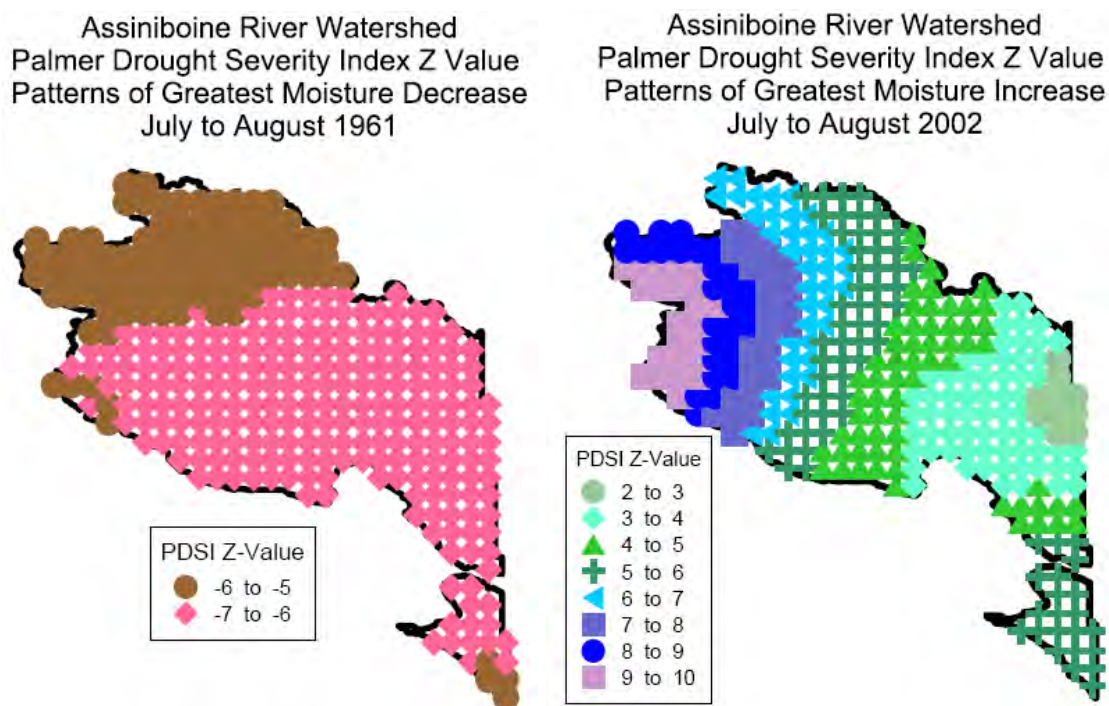 Assiniboine River Watershed
Palmer Drought Severity Index Z Value
Patterns of Greatest Moisture Decrease
July to August 1961
Assiniboine River Watershed
Palmer Drought Severity Index Z Value
Patterns of Greatest Moisture Increase
July to August 2002
PDSI Z-Value
-6 to -5
-7 to -6
PDSI Z-Value
2 to 3
3 to 4
4 to 5
5 to 6
6 to 7
7 to 8
8 to 9
9 to 10